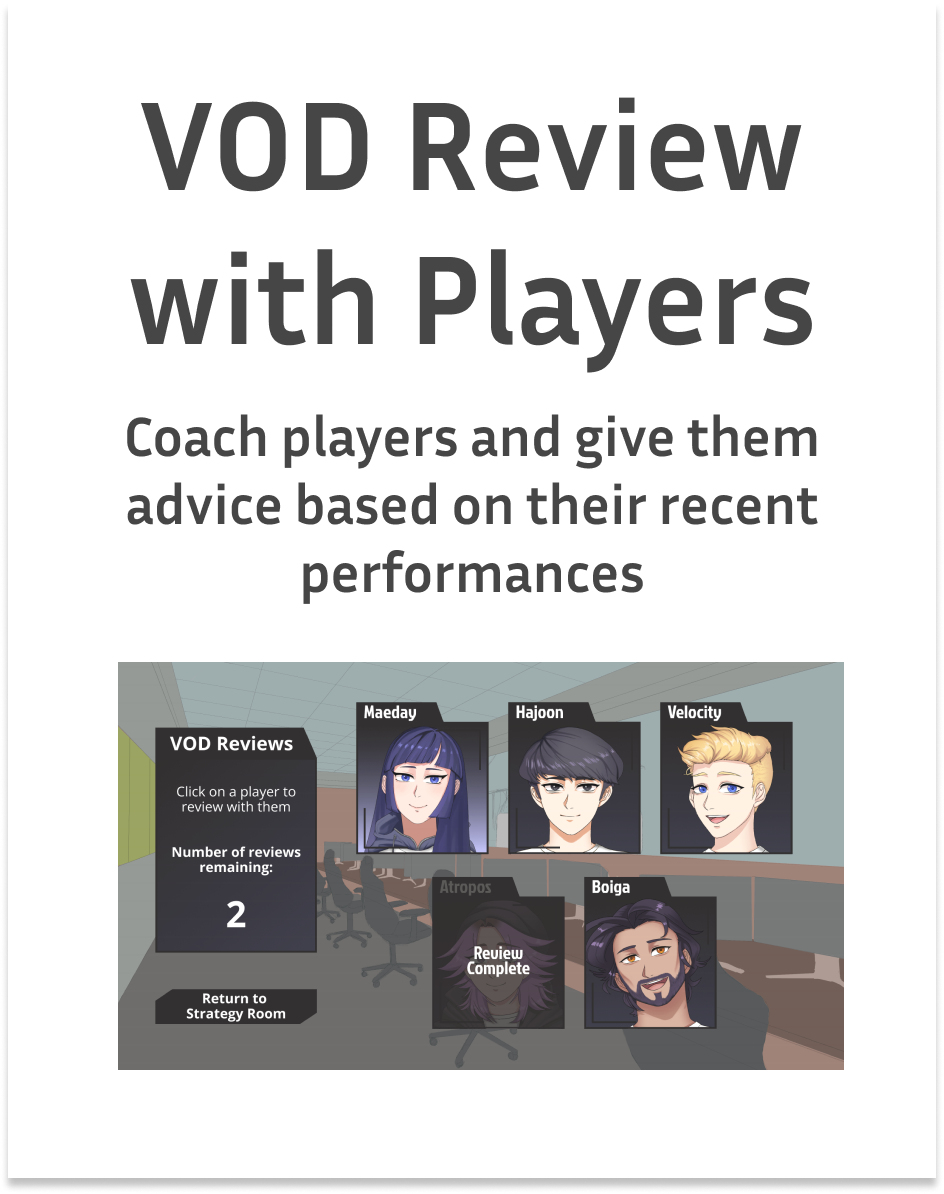 VOD Review
with Players
Coach players and give them
advice based on their recent
performances
VOD Reviews
Click on a player to
review with them
Number of reviews
remaining:
2
Return to
Strategy Room
Maeday
Hajoon
Velocity
Atropos
Review
Complete
Boiga